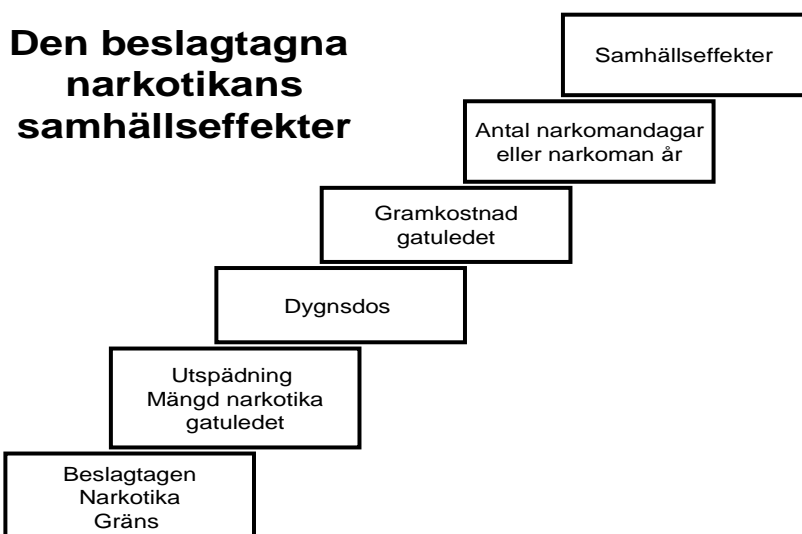 Den beslagtagna
narkotikans
samhällseffekter
Samhällseffekter
Antal narkomandagar
eller narkoman år
Gramkostnad
gatuledet
Dygnsdos
Utspädning
Mängd narkotika
gatuledet
Beslagtagen
Narkotika
Gräns